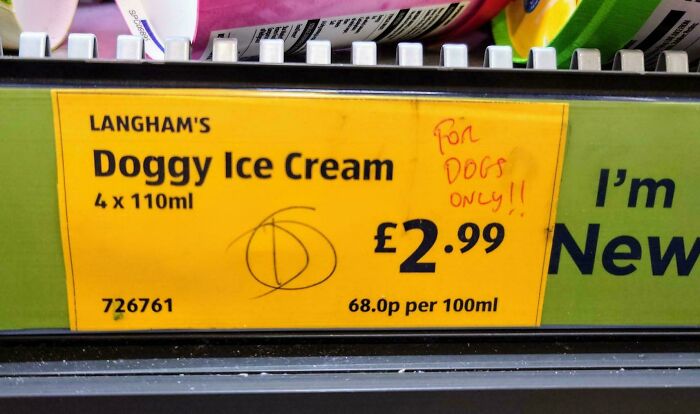 LANGHAM'S
Doggy Ice Cream
4 x 110ml
FOR
DOGS
ONLY!!
D
£2.99
726761
68.0p per 100ml
I'm
New